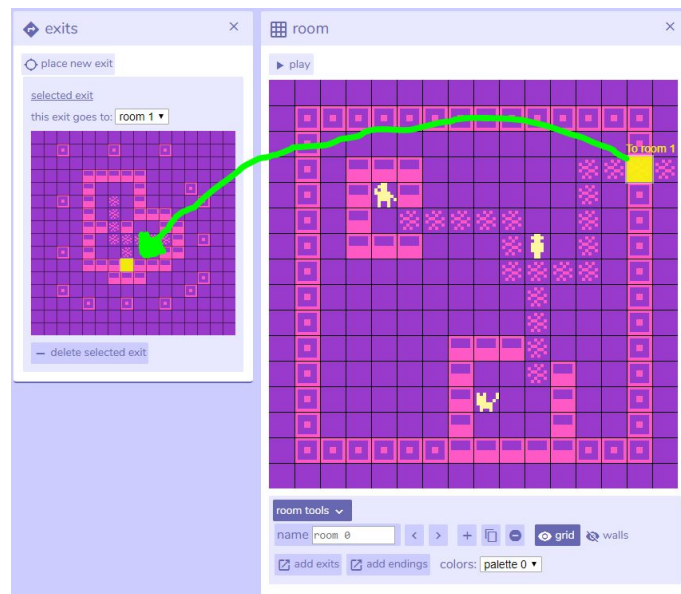 exits
place new exit
selected exit
this exit goes to: room 1
delete selected exit
room
play
To room 1
room tools
name room 0
grid
walls
add exits
add endings
colors: palette 0